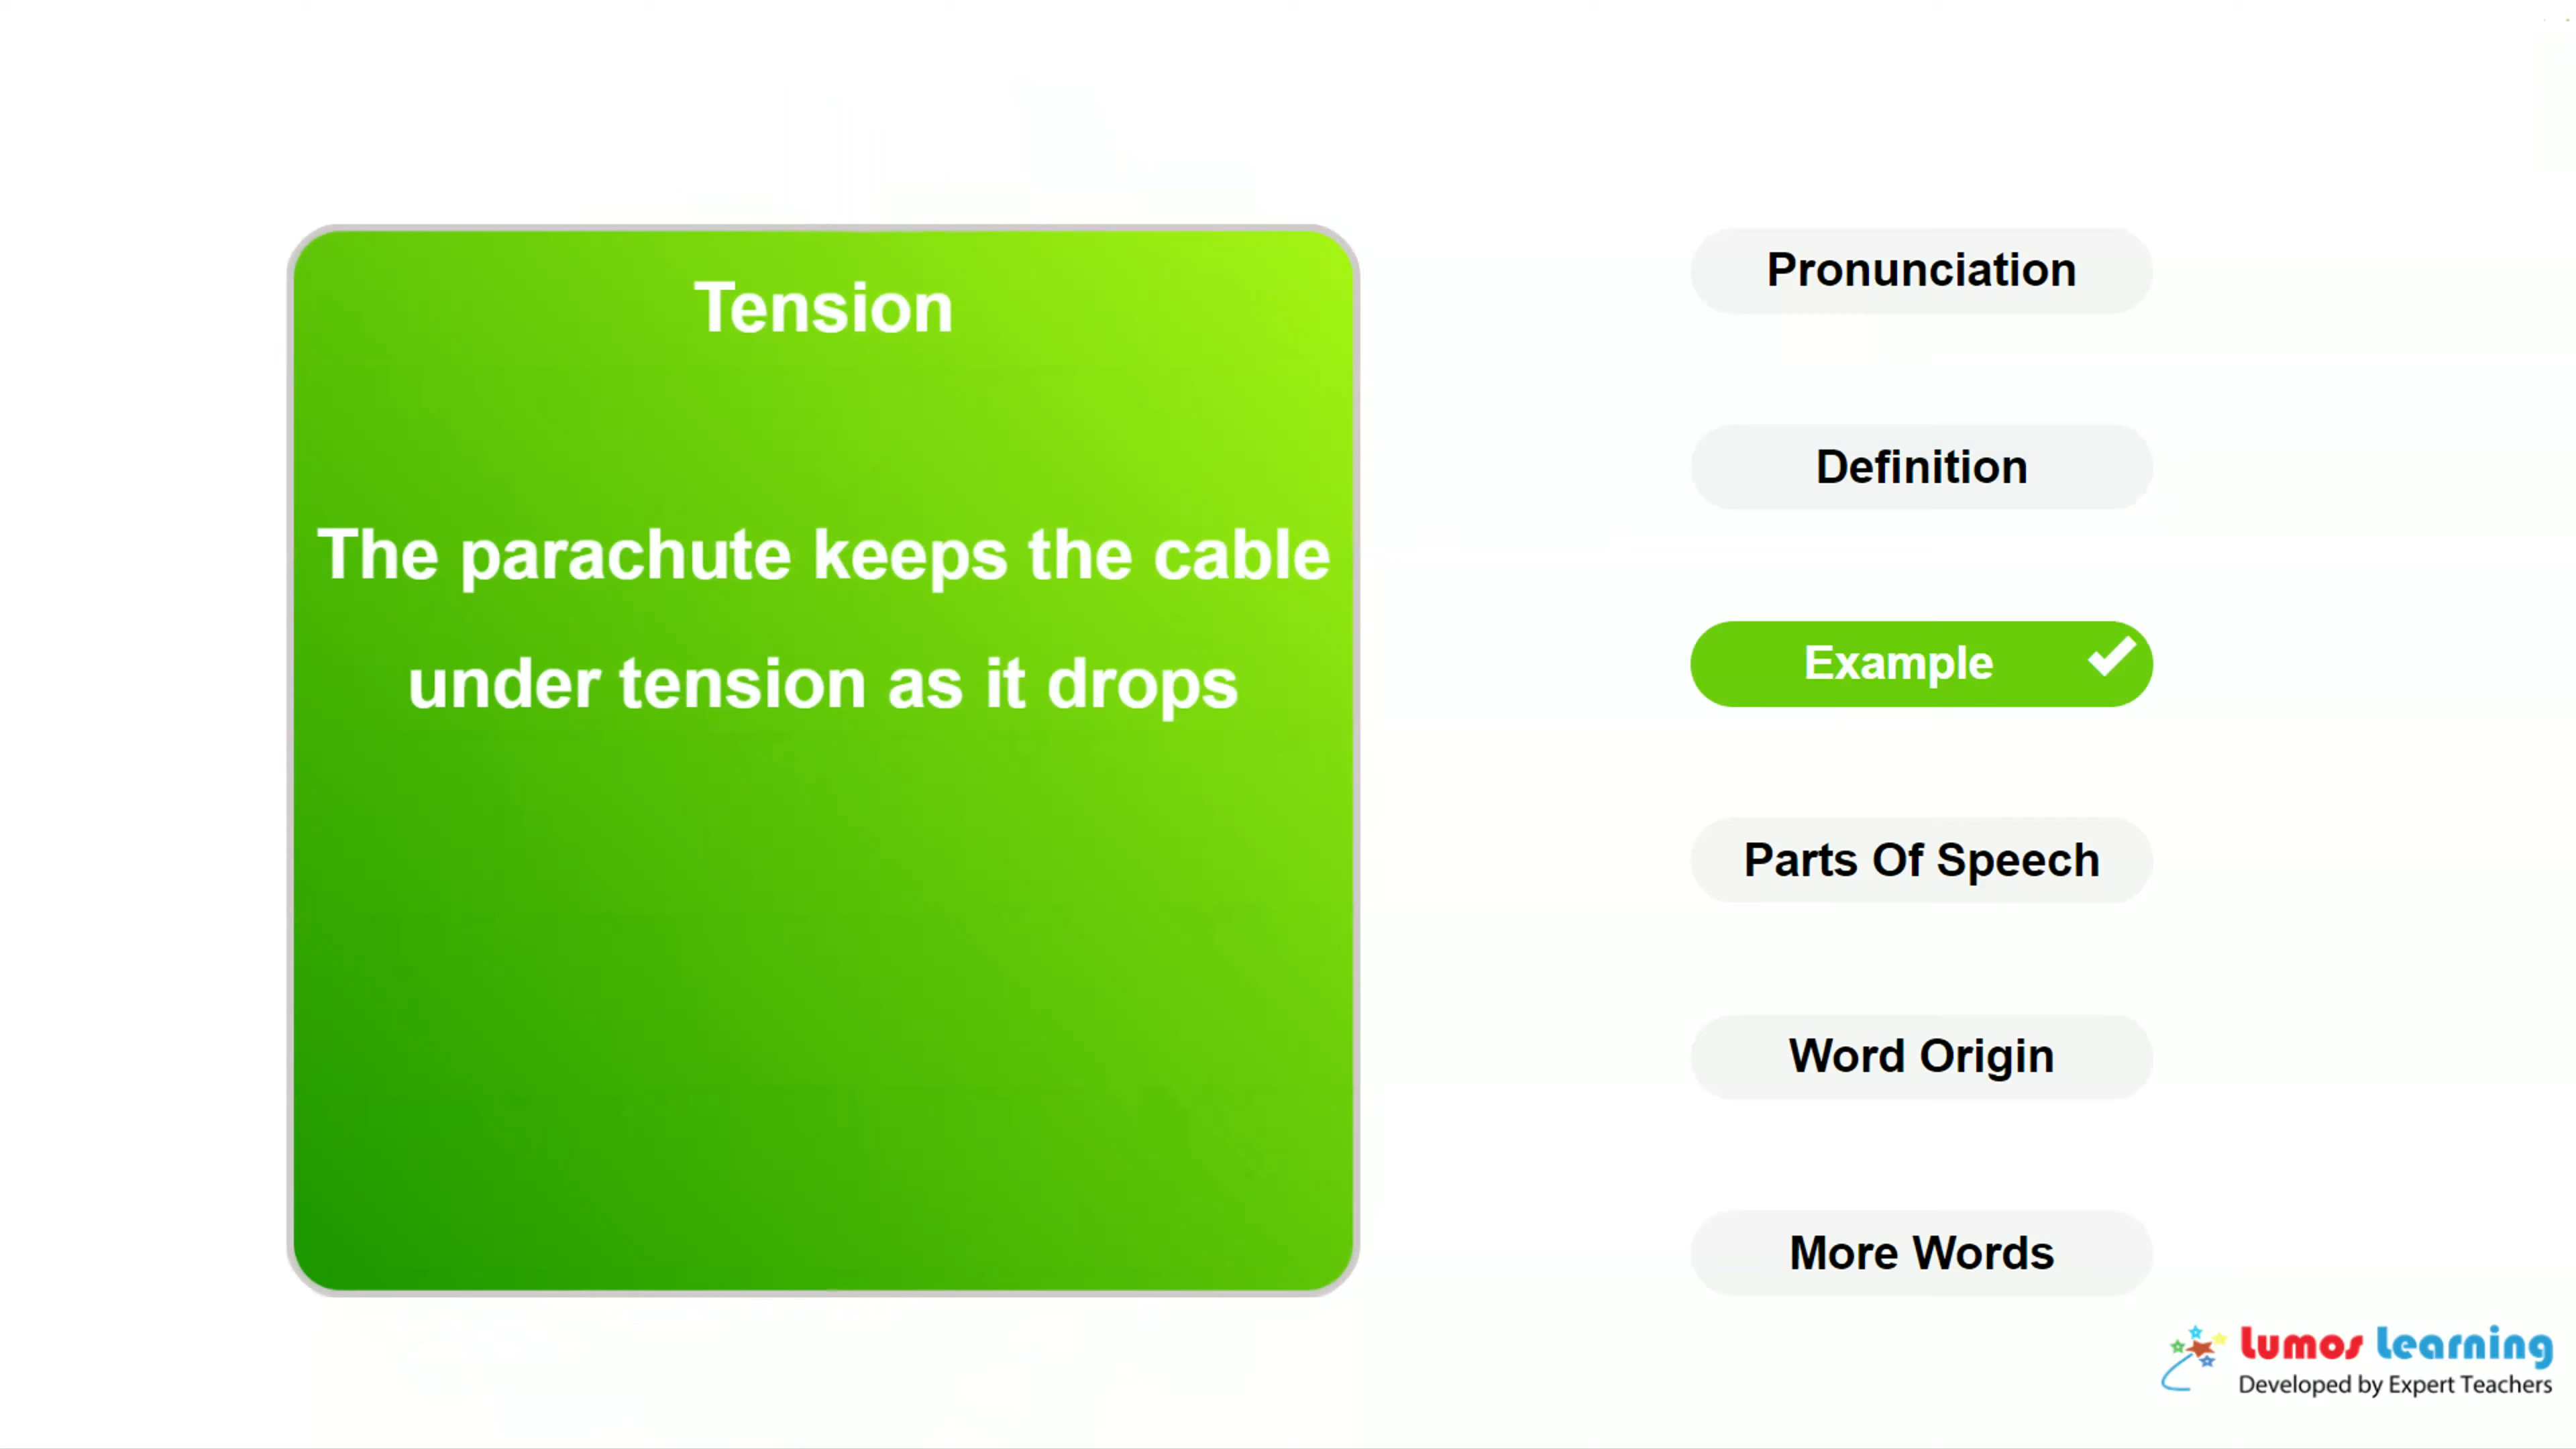 Tension
The parachute keeps the cable
under tension as it drops
Pronunciation
Definition
Example
Parts Of Speech
Word Origin
More Words
Lumos Learning
Developed by Expert Teachers